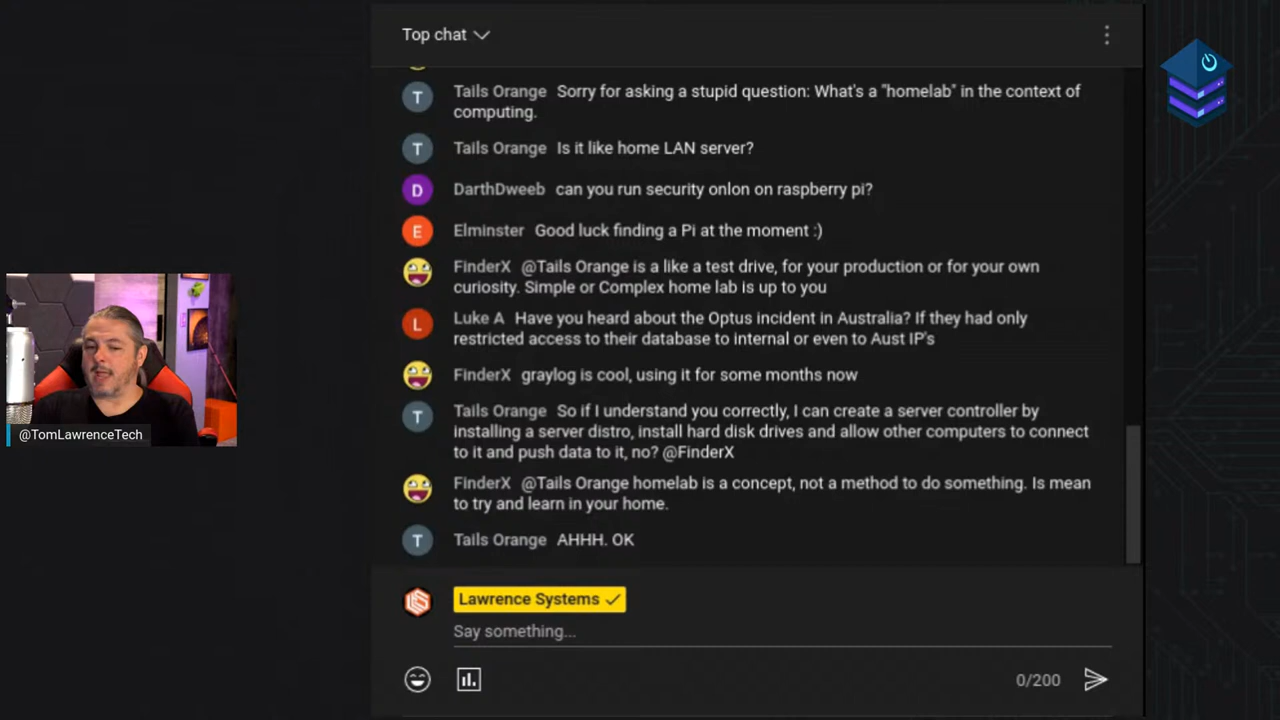 Top chat
T Tails Orange Sorry for asking a stupid question: What's a "homelab" in the context of
computing.
T Tails Orange Is it like home LAN server?
D DarthDweeb can you run security onlon on raspberry pi?
E Elminster Good luck finding a Pi at the moment :)
FinderX @Tails Orange is a like a test drive, for your production or for your own
curiosity. Simple or Complex home lab is up to you
L Luke A Have you heard about the Optus incident in Australia? If they had only
restricted access to their database to internal or even to Aust IP's
FinderX graylog is cool, using it for some months now
T Tails Orange So if I understand you correctly, I can create a server controller by
installing a server distro, install hard disk drives and allow other computers to connect
to it and push data to it, no? @FinderX
FinderX @Tails Orange homelab is a concept, not a method to do something. Is mean
to try and learn in your home.
T Tails Orange AHHH. OK
@TomLawrenceTech
Lawrence Systems
Say something...
0/200